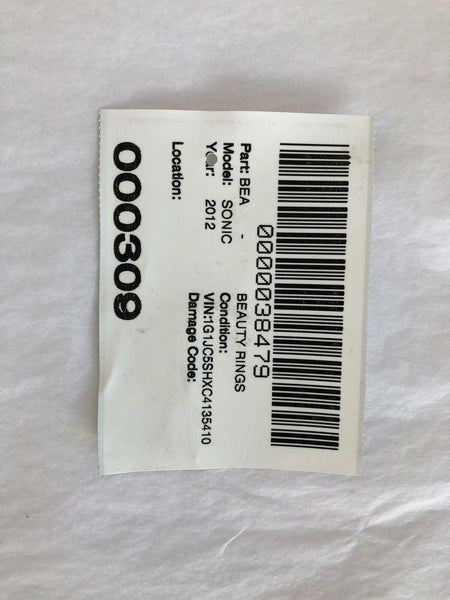 0000038479
Part: BEA - BEAUTY RINGS
Model: SONIC Condition:
Year: 2012 VIN:1G1JC5SHXC4135410
Damage Code:
Location:
000309